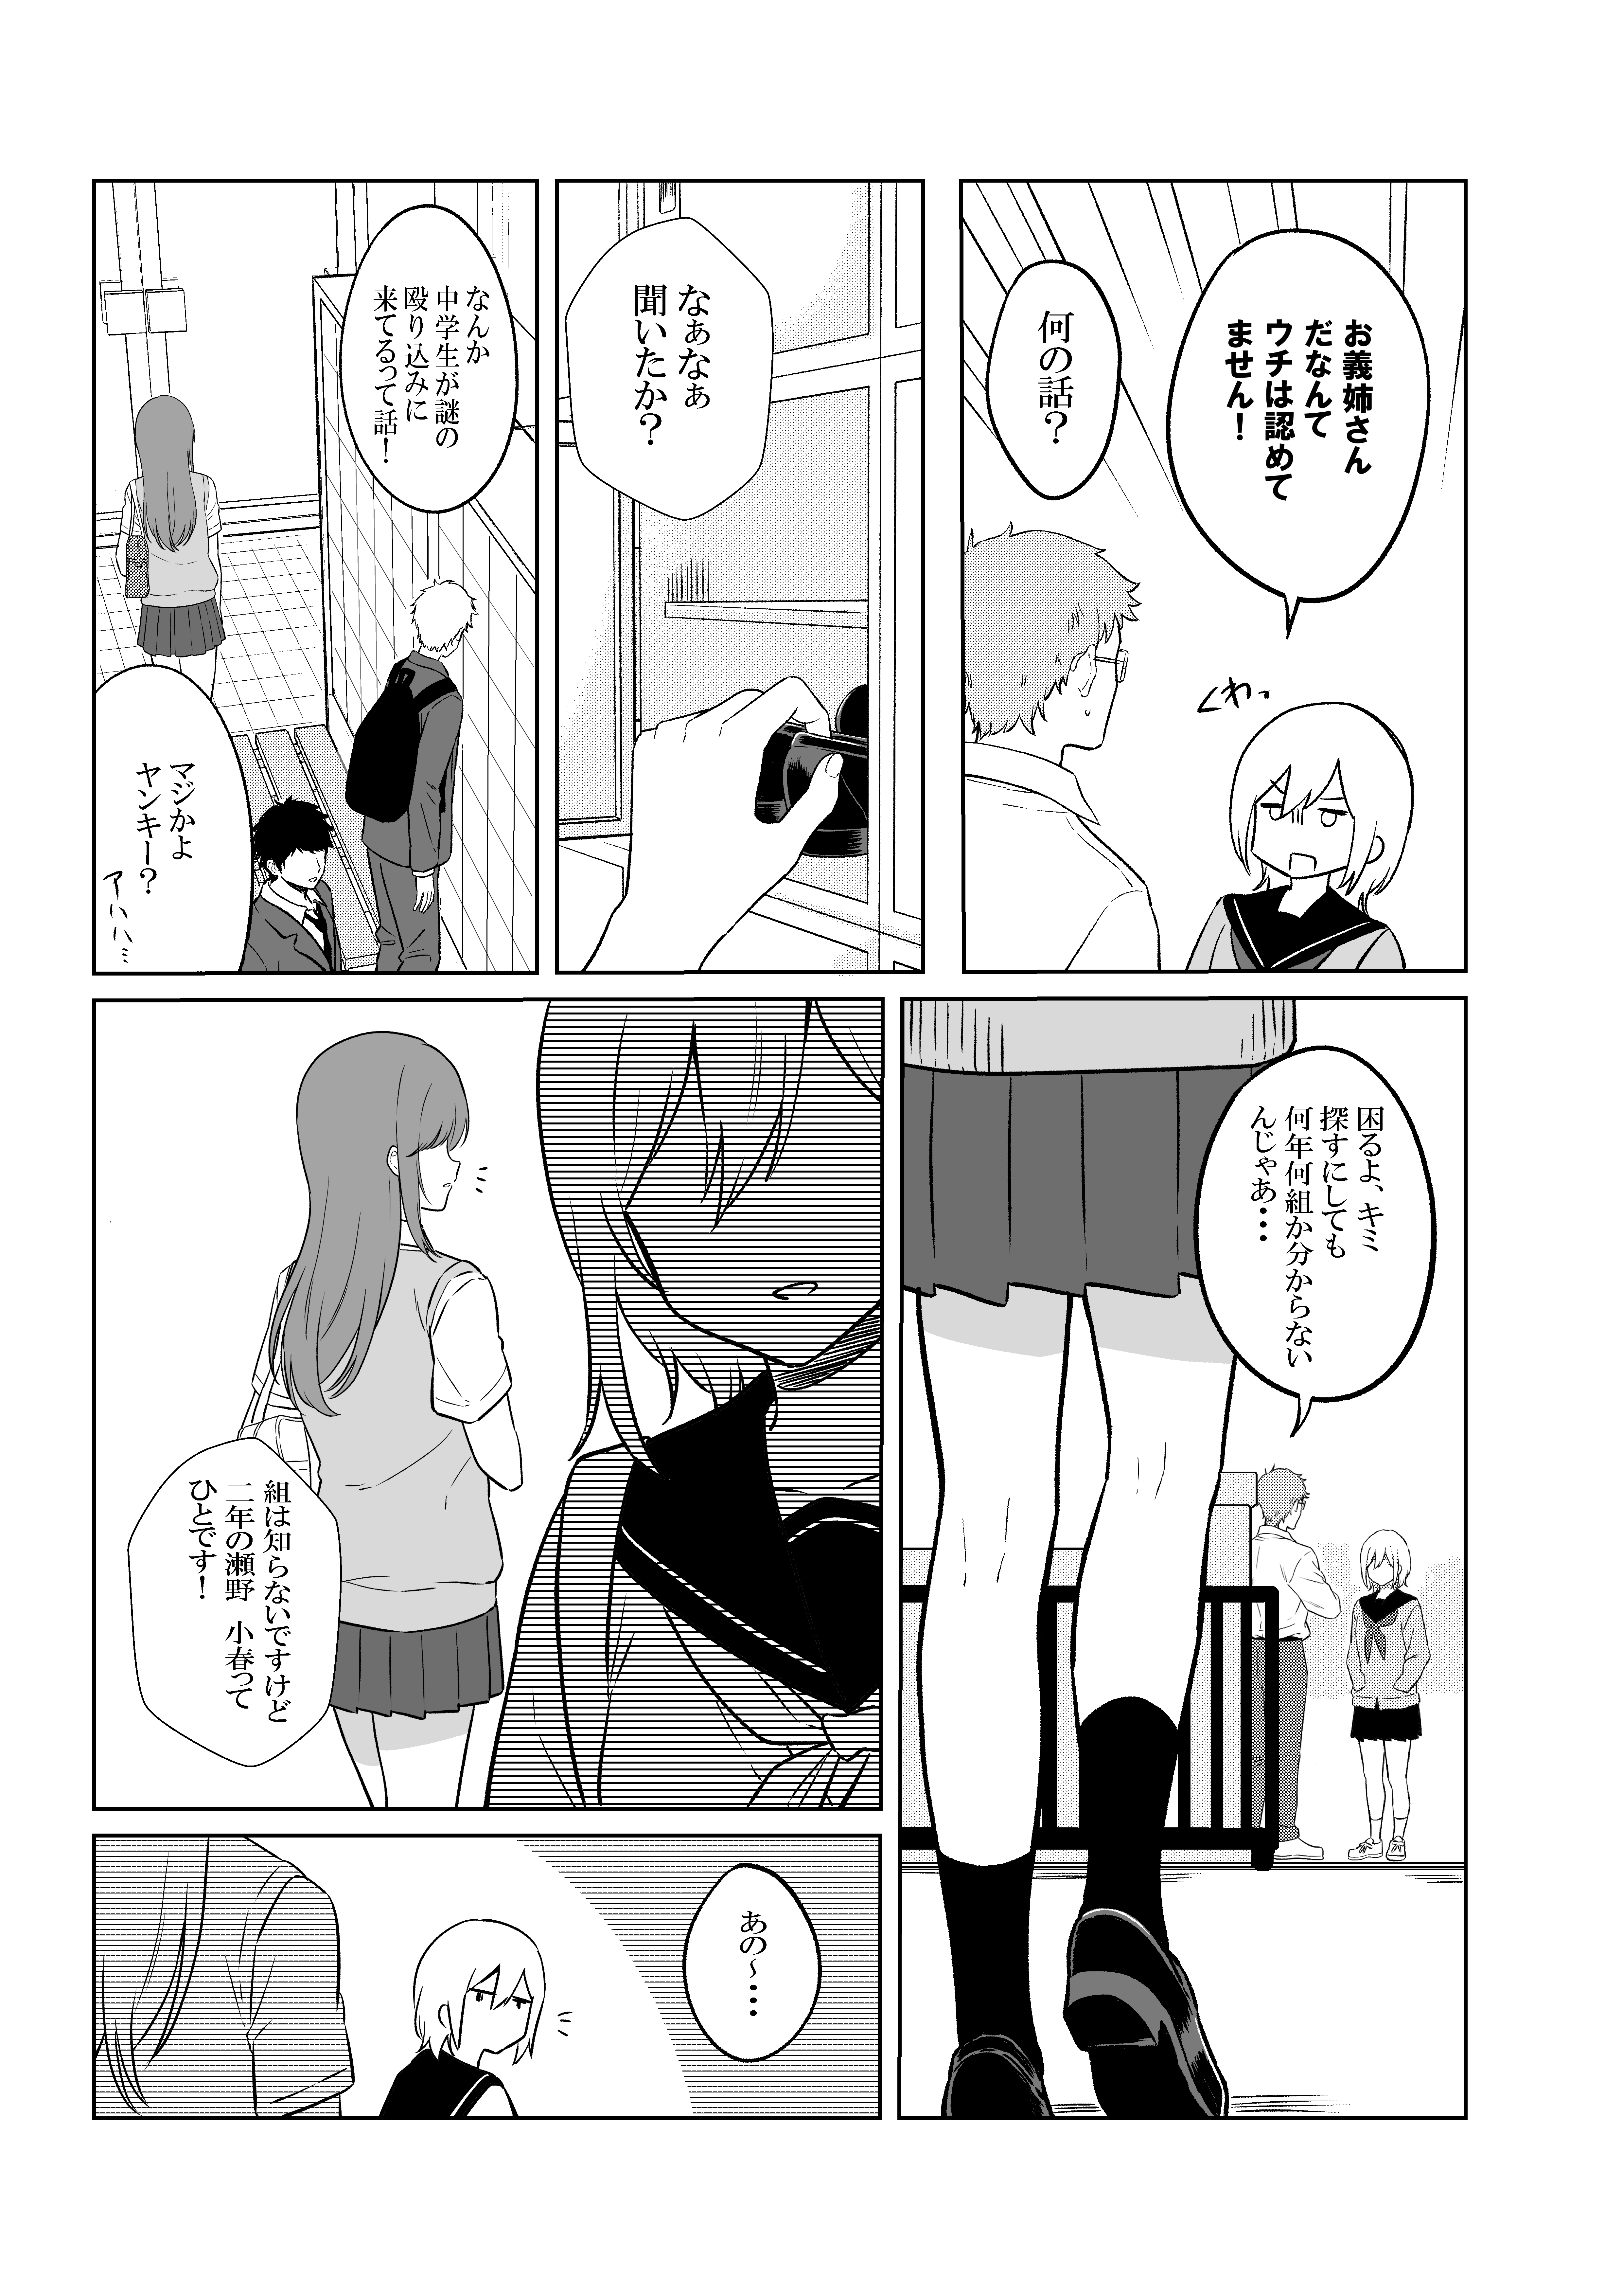 お義姉さん
だなんて
ウチは認めて
ません！
何の話？
くわっ
なぁなぁ
聞いたか？
なんか
中学生が謎の
殴り込みに
来てるって話！
マジかよ
ヤンキー？
アハハハ…
困るよ、キミ
探すにしても
何年何組か分からない
んじゃあ・・・
組は知らないですけど
二年の瀬野　小春って
ひとです！
あの～・・・